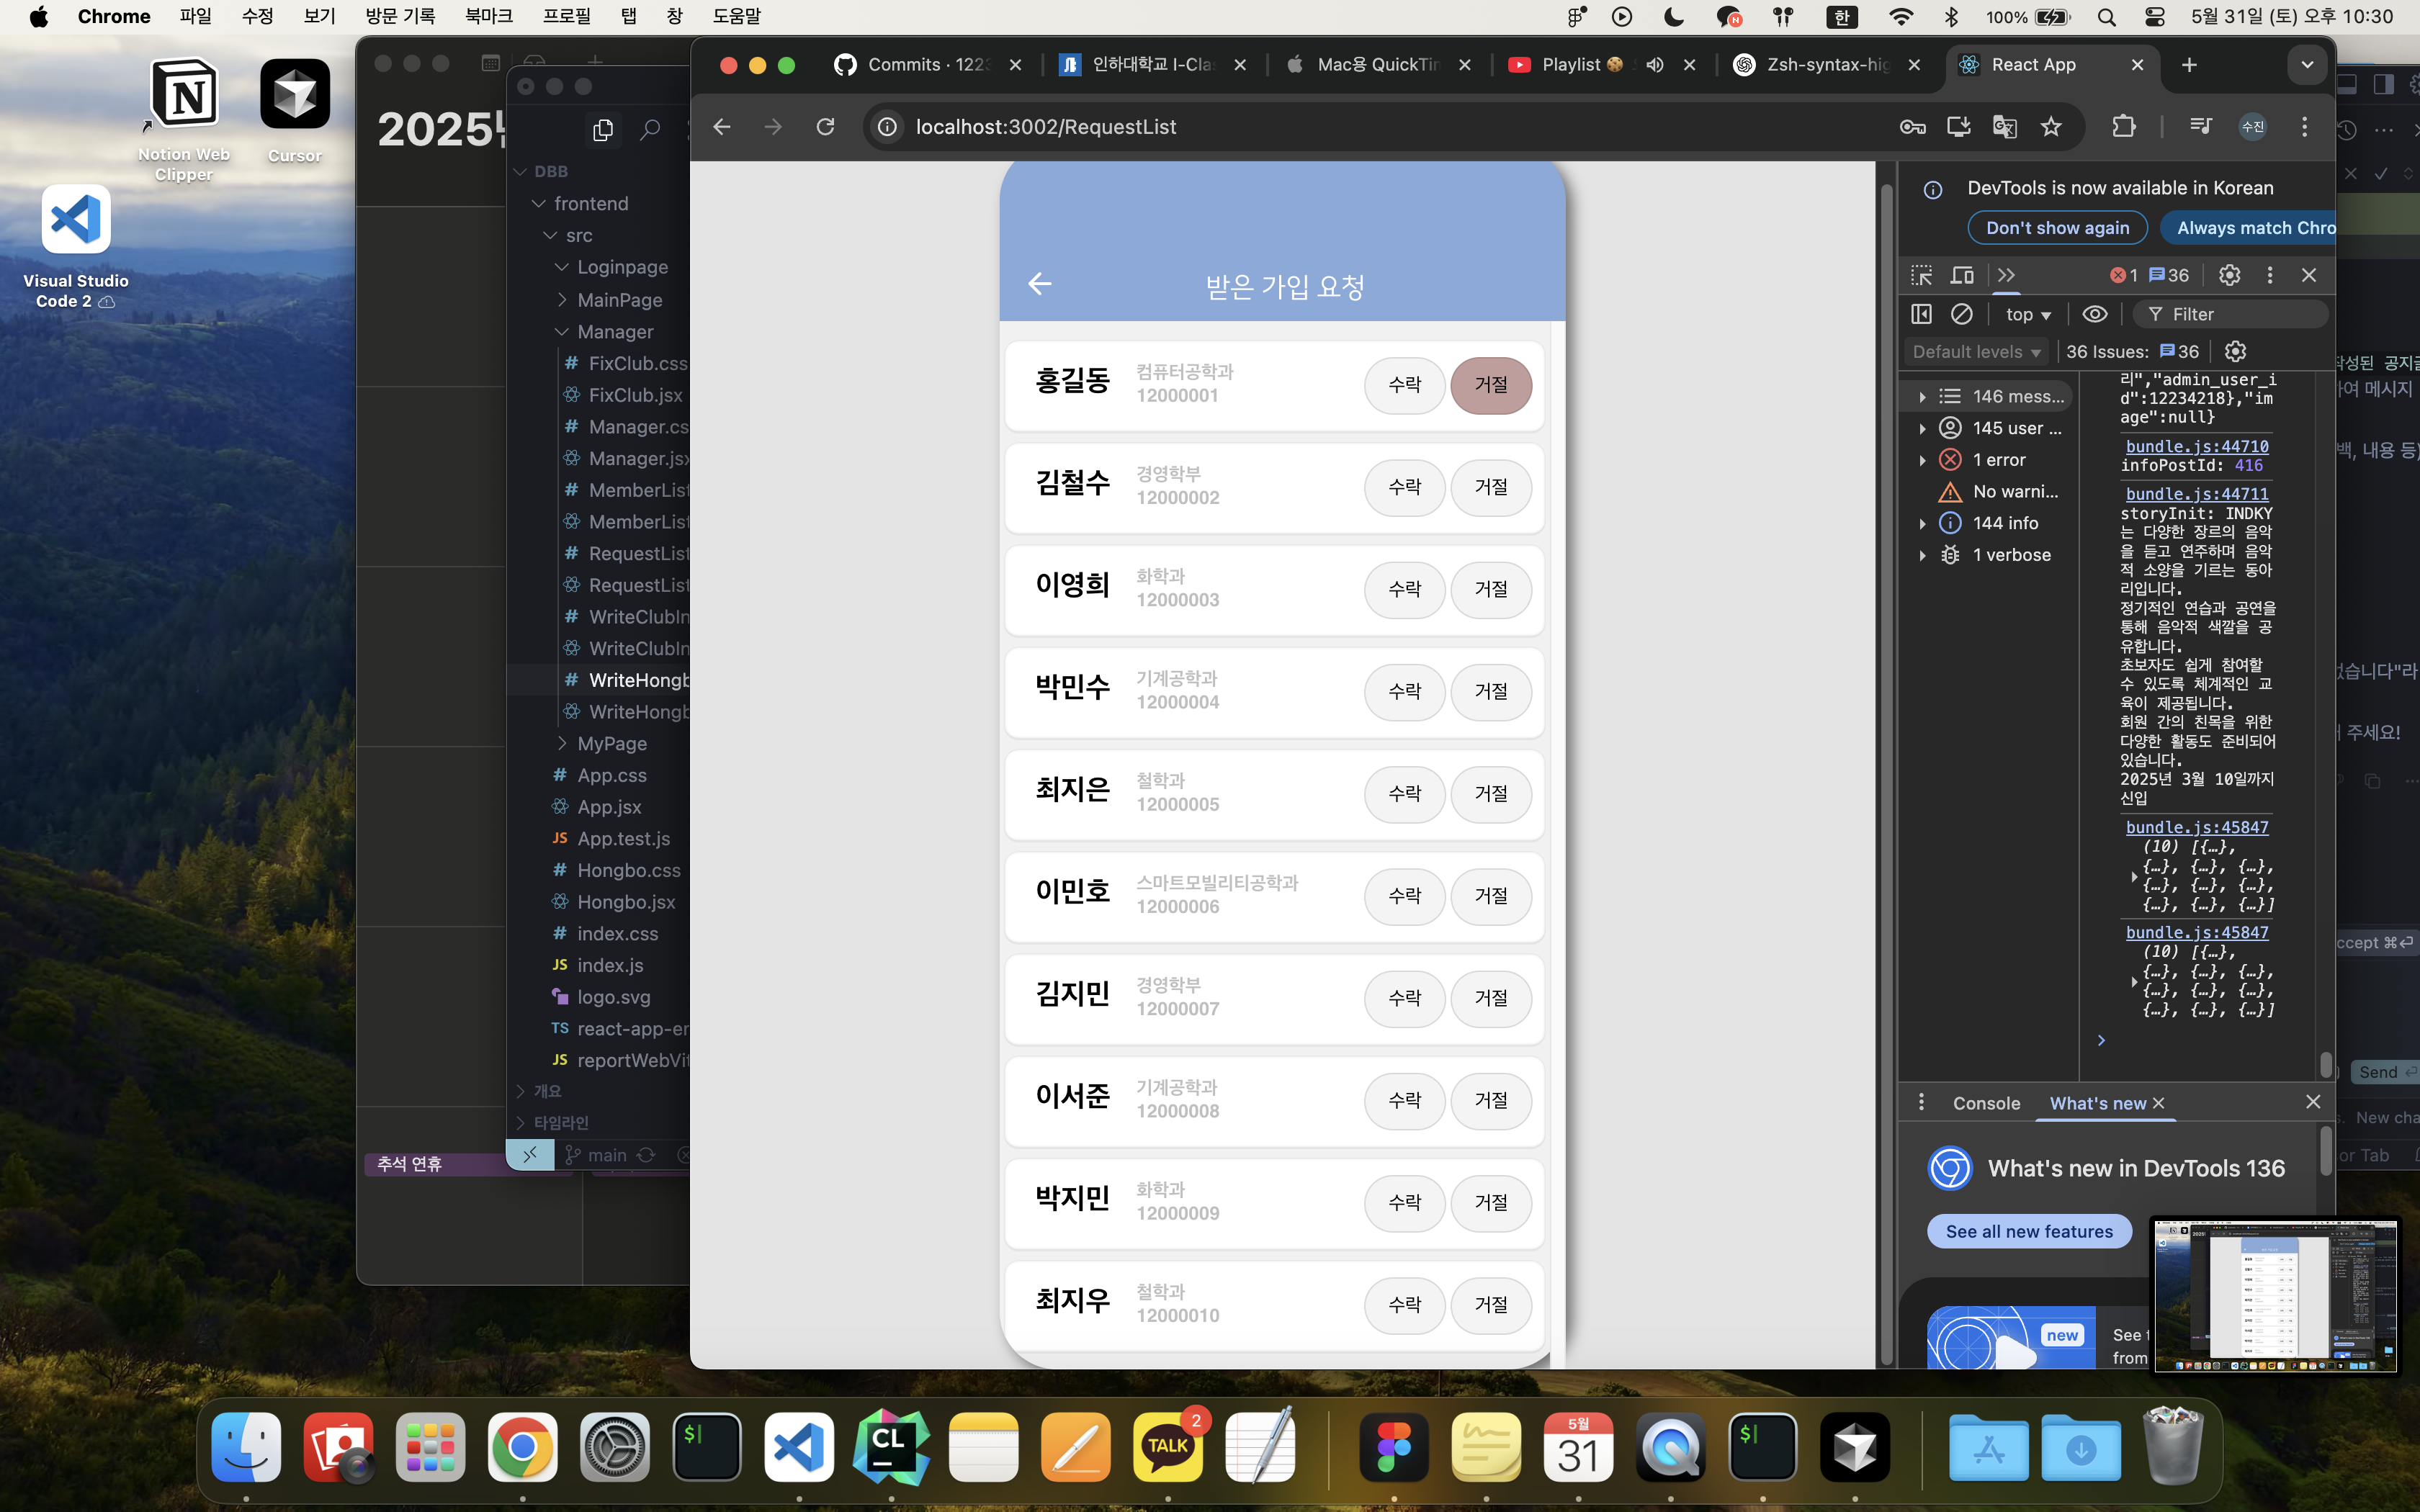 Chrome 파일 수정 보기 방문 기록 북마크 프로필 탭 창 도움말
한 100% 5월 31일 (토) 오후 10:30
Notion Web
Clipper
Cursor
Visual Studio
Code 2
2025
추석 연휴
DBB
frontend
src
Loginpage
MainPage
Manager
# FixClub.css
FixClub.jsx
# Manager.cs
Manager.jsx
# MemberList
MemberList
# RequestList
RequestList
# WriteClubIn
WriteClubIn
# WriteHongb
WriteHongb
MyPage
# App.css
App.jsx
JS App.test.js
# Hongbo.css
Hongbo.jsx
# index.css
JS index.js
logo.svg
TS react-app-er
JS reportWebVit
개요
타임라인
main
Commits · 1223
인하대학교 I-Cla
Mac용 QuickTin
Playlist
Zsh-syntax-hig
React App
localhost:3002/RequestList
수진
받은 가입 요청
홍길동 컴퓨터공학과 12000001 수락 거절
김철수 경영학부 12000002 수락 거절
이영희 화학과 12000003 수락 거절
박민수 기계공학과 12000004 수락 거절
최지은 철학과 12000005 수락 거절
이민호 스마트모빌리티공학과 12000006 수락 거절
김지민 경영학부 12000007 수락 거절
이서준 기계공학과 12000008 수락 거절
박지민 화학과 12000009 수락 거절
최지우 철학과 12000010 수락 거절
DevTools is now available in Korean
Don't show again
Always match Chro
1 36
top Filter
Default levels 36 Issues: 36
146 mess...
145 user ...
1 error
No warni...
144 info
1 verbose
리","admin_user_i
d":12234218},"im
age":null}
bundle.js:44710
infoPostId: 416
bundle.js:44711
storyInit: INDKY
는 다양한 장르의 음악
을 듣고 연주하며 음악
적 소양을 기르는 동아
리입니다.
정기적인 연습과 공연을
통해 음악적 색깔을 공
유합니다.
초보자도 쉽게 참여할
수 있도록 체계적인 교
육이 제공됩니다.
회원 간의 친목을 위한
다양한 활동도 준비되어
있습니다.
2025년 3월 10일까지
신입
bundle.js:45847
(10) [{…},
{…}, {…}, {…},
{…}, {…}, {…},
{…}, {…}, {…}]
bundle.js:45847
(10) [{…},
{…}, {…}, {…},
{…}, {…}, {…},
{…}, {…}, {…}]
Console
What's new
What's new in DevTools 136
See all new features
new
See
from
작성된 공지글
하여 메시지
백, 내용 등)
없습니다"라
주세요!
ccept
Send
New cha
or Tab
$
CL
TALK
2
5월
31
$